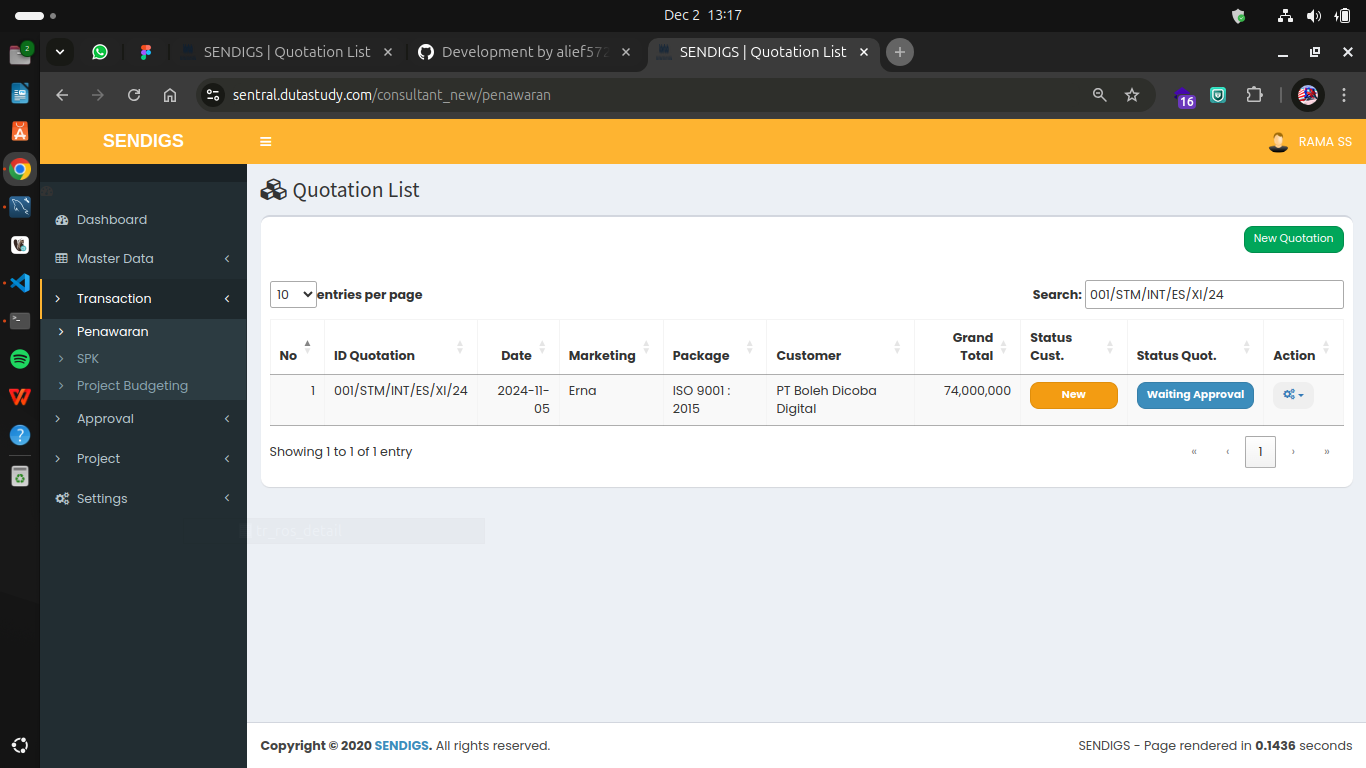 Dec 2 13:17
2
SENDIGS | Quotation List
Development by alief572
SENDIGS | Quotation List
sentral.dutastudy.com/consultant_new/penawaran
16
SENDIGS
RAMA SS
Quotation List
Dashboard
Master Data
Transaction
Penawaran
SPK
Project Budgeting
Approval
Project
Settings
New Quotation
10 entries per page
Search: 001/STM/INT/ES/XI/24
No ID Quotation Date Marketing Package Customer Grand Total Status Cust. Status Quot. Action
1 001/STM/INT/ES/XI/24 2024-11-05 Erna ISO 9001 : 2015 PT Boleh Dicoba Digital 74,000,000 New Waiting Approval
Showing 1 to 1 of 1 entry
« ‹ 1 › »
tr_ros_detail
Copyright © 2020 SENDIGS. All rights reserved.
SENDIGS - Page rendered in 0.1436 seconds